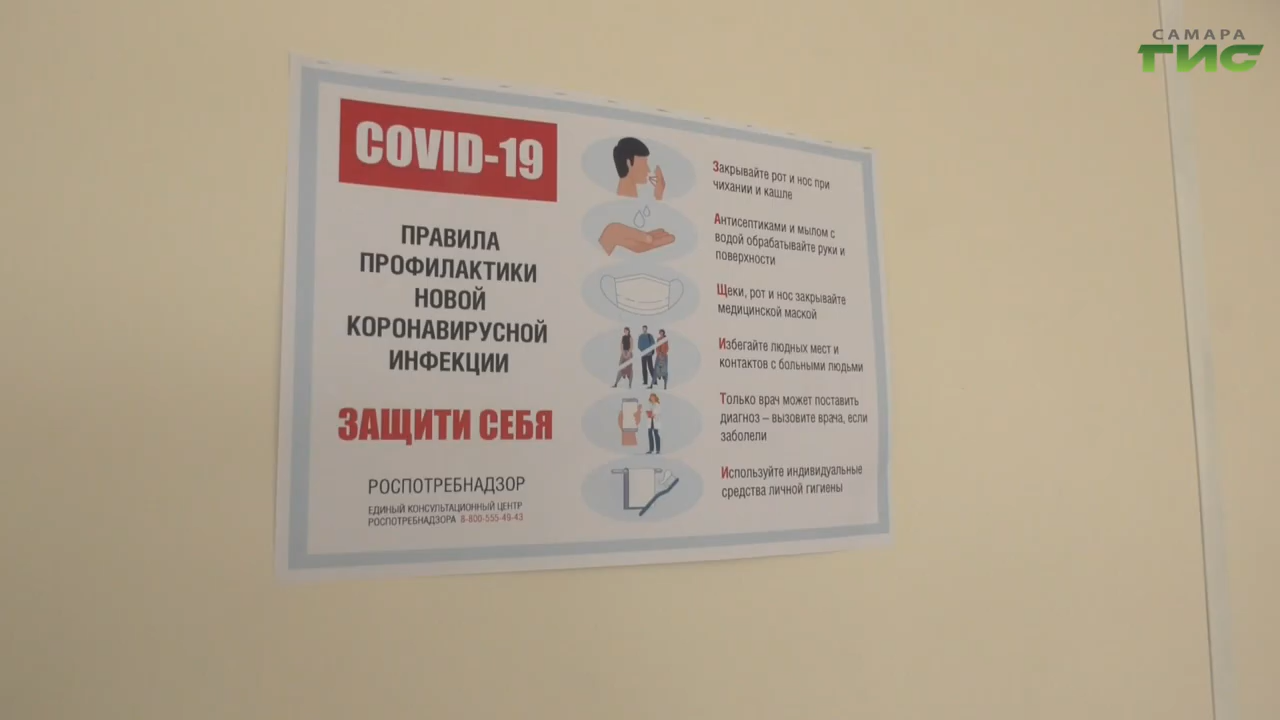 САМАРА
ГИС
COVID-19
ПРАВИЛА
ПРОФИЛАКТИКИ
НОВОЙ
КОРОНАВИРУСНОЙ
ИНФЕКЦИИ
ЗАЩИТИ СЕБЯ
РОСПОТРЕБНАДЗОР
ЕДИНЫЙ КОНСУЛЬТАЦИОННЫЙ ЦЕНТР
РОСПОТРЕБНАДЗОРА 8-800-555-49-43
Закрывайте рот и нос при
чихании и кашле
Антисептиками и мылом с
водой обрабатывайте руки и
поверхности
Щеки, рот и нос закрывайте
медицинской маской
Избегайте людных мест и
контактов с больными людьми
Только врач может поставить
диагноз – вызовите врача, если
заболели
Используйте индивидуальные
средства личной гигиены